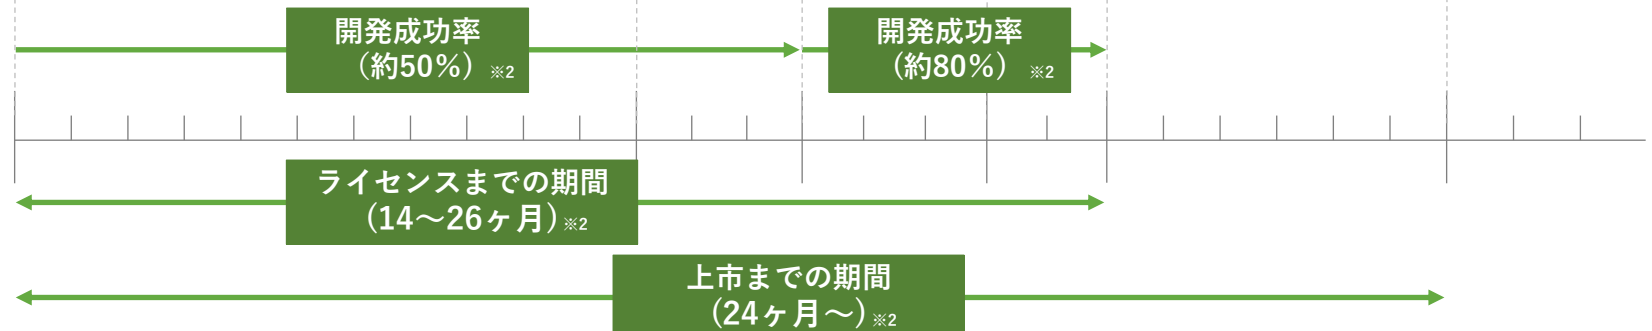 開発成功率
（約50％）※2
開発成功率
（約80％）※2
ライセンスまでの期間
（14～26ヶ月）※2
上市までの期間
（24ヶ月～）※2